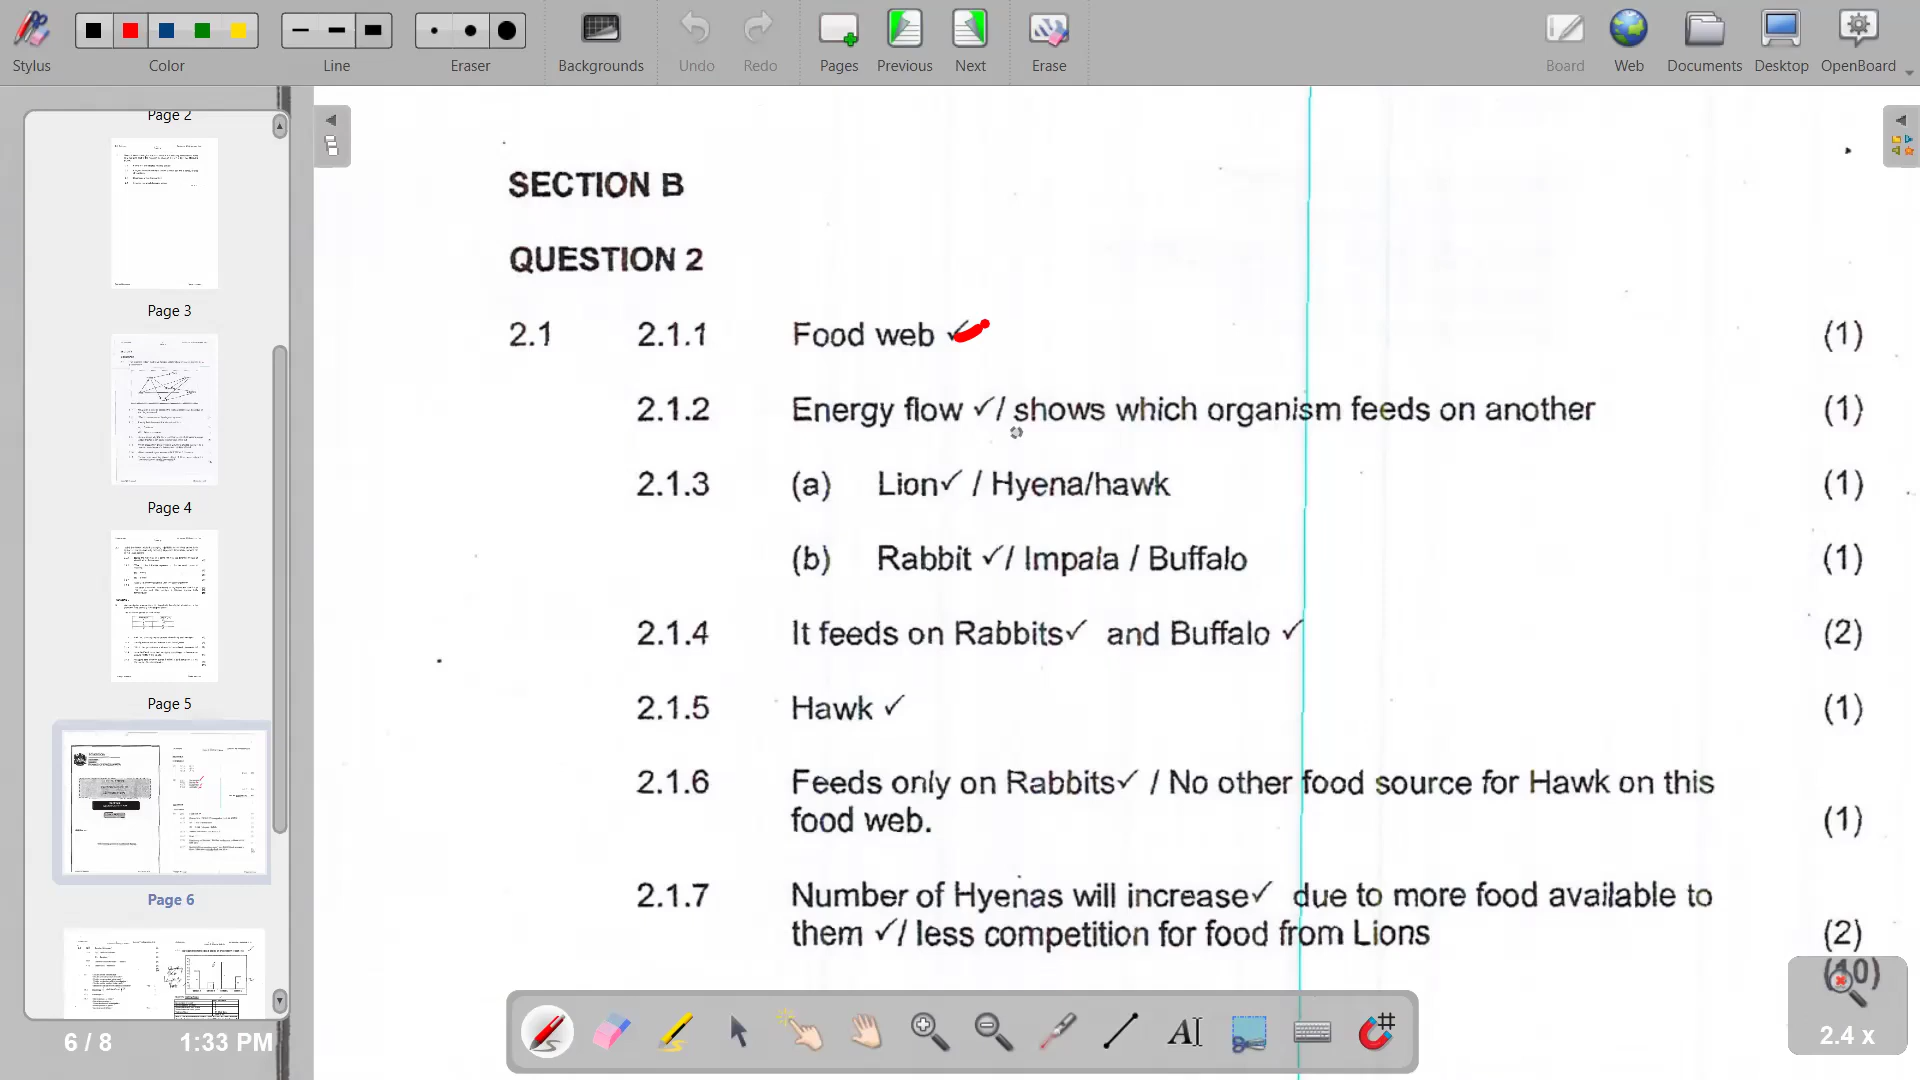 Stylus Color Line Eraser Backgrounds Undo Redo Pages Previous Next Erase Board Web Documents Desktop OpenBoard
Page 2
Page 3
Page 4
Page 5
Page 6
6 / 8 1:33 PM
SECTION B
QUESTION 2
2.1 2.1.1 Food web ✓ (1)
2.1.2 Energy flow ✓/ shows which organism feeds on another (1)
2.1.3 (a) Lion✓ / Hyena/hawk (1)
(b) Rabbit ✓/ Impala / Buffalo (1)
2.1.4 It feeds on Rabbits✓ and Buffalo ✓ (2)
2.1.5 Hawk ✓ (1)
2.1.6 Feeds only on Rabbits✓ / No other food source for Hawk on this
food web. (1)
2.1.7 Number of Hyenas will increase✓ due to more food available to
them ✓/ less competition for food from Lions (2)
(10)
2.4 x